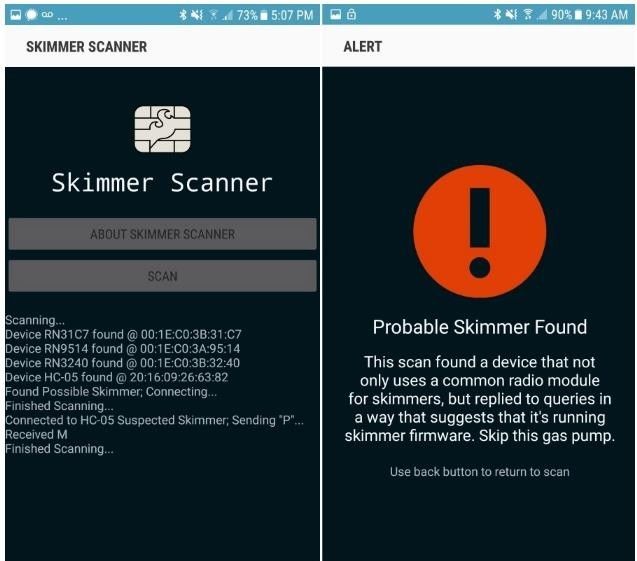 73% 5:07 PM
SKIMMER SCANNER
Skimmer Scanner
ABOUT SKIMMER SCANNER
SCAN
Scanning...
Device RN31C7 found @ 00:1E:C0:3B:31:C7
Device RN9514 found @ 00:1E:C0:3A:95:14
Device RN3240 found @ 00:1E:C0:3B:32:40
Device HC-05 found @ 20:16:09:26:63:82
Found Possible Skimmer; Connecting...
Finished Scanning...
Connected to HC-05 Suspected Skimmer; Sending "P"...
Received M
Finished Scanning...
90% 9:43 AM
ALERT
Probable Skimmer Found
This scan found a device that not
only uses a common radio module
for skimmers, but replied to queries in
a way that suggests that it's running
skimmer firmware. Skip this gas pump.
Use back button to return to scan